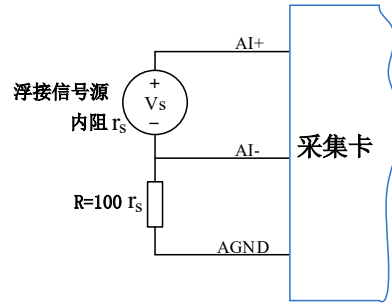 AI+
浮接信号源
+
Vs
−
内阻 rs
AI-
采集卡
R=100 rs
AGND